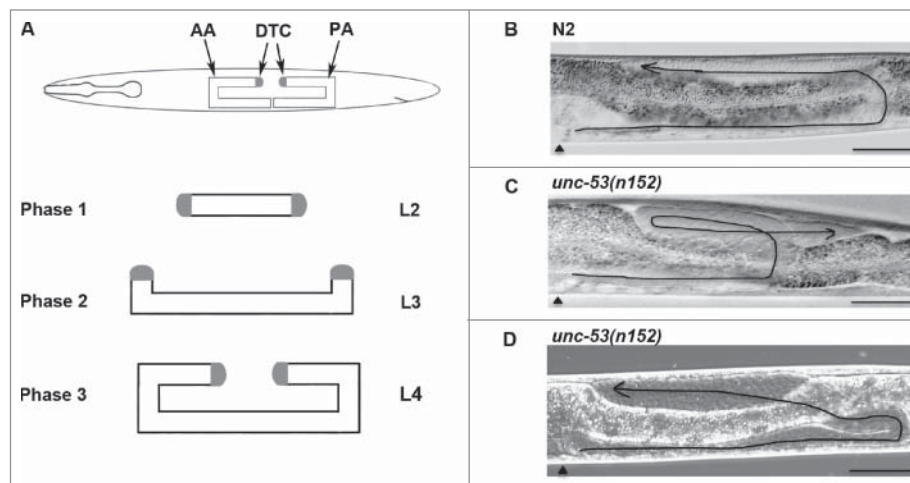 A
AA DTC PA
Phase 1 L2
Phase 2 L3
Phase 3 L4
B N2
C unc-53(n152)
D unc-53(n152)